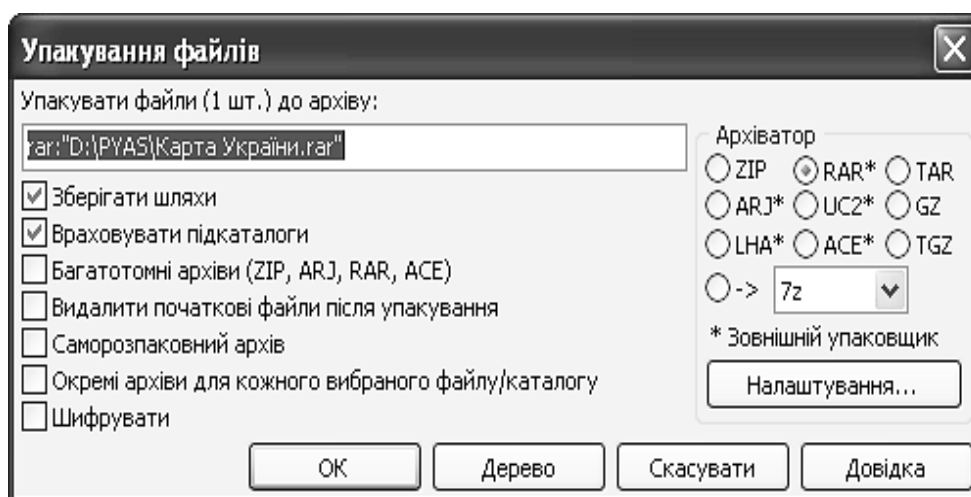 Упакування файлів
Упакувати файли (1 шт.) до архіву:
rar:"D:\PYAS\Карта України.rar"
Зберігати шляхи
Враховувати підкаталоги
Багатотомні архіви (ZIP, ARJ, RAR, ACE)
Видалити початкові файли після упакування
Саморозпаковний архів
Окремі архіви для кожного вибраного файлу/каталогу
Шифрувати
Архіватор
ZIP RAR* TAR
ARJ* UC2* GZ
LHA* ACE* TGZ
-> 7z
* Зовнішній упаковщик
Налаштування...
ОК Дерево Скасувати Довідка